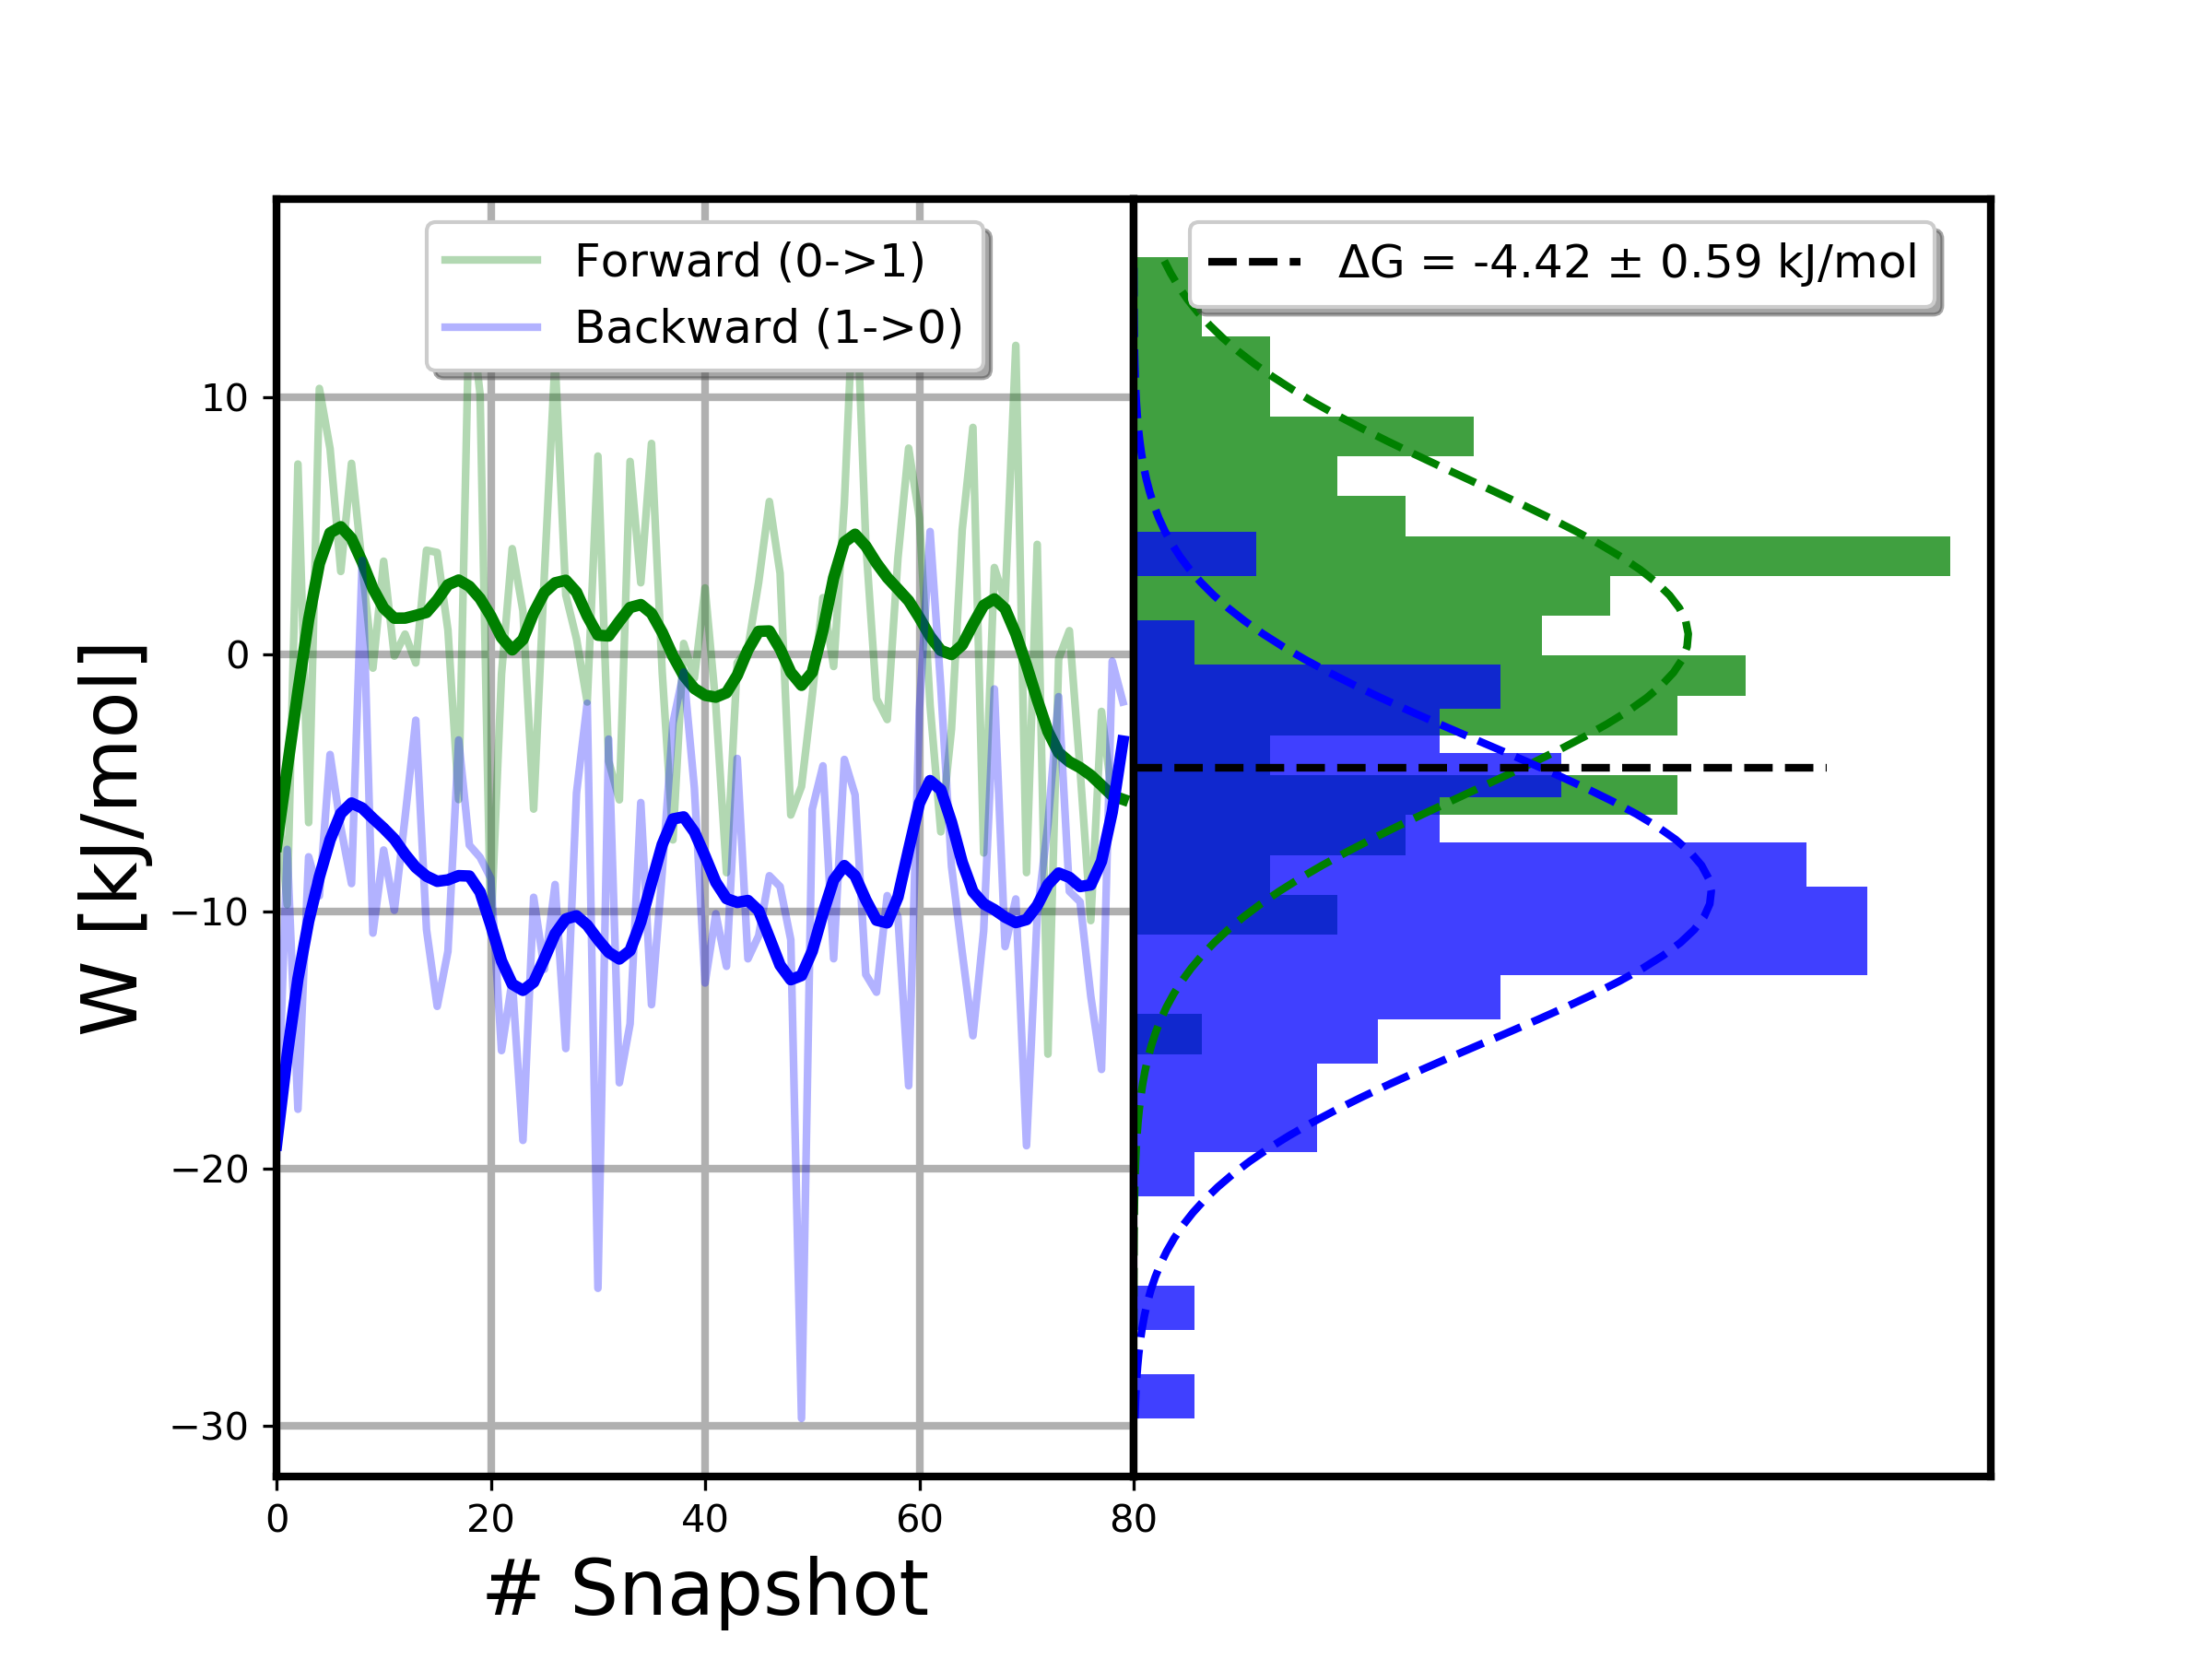 Forward (0->1)
Backward (1->0)
ΔG = -4.42 ± 0.59 kJ/mol
W [kJ/mol]
10
0
−10
−20
−30
0 20 40 60 80
# Snapshot